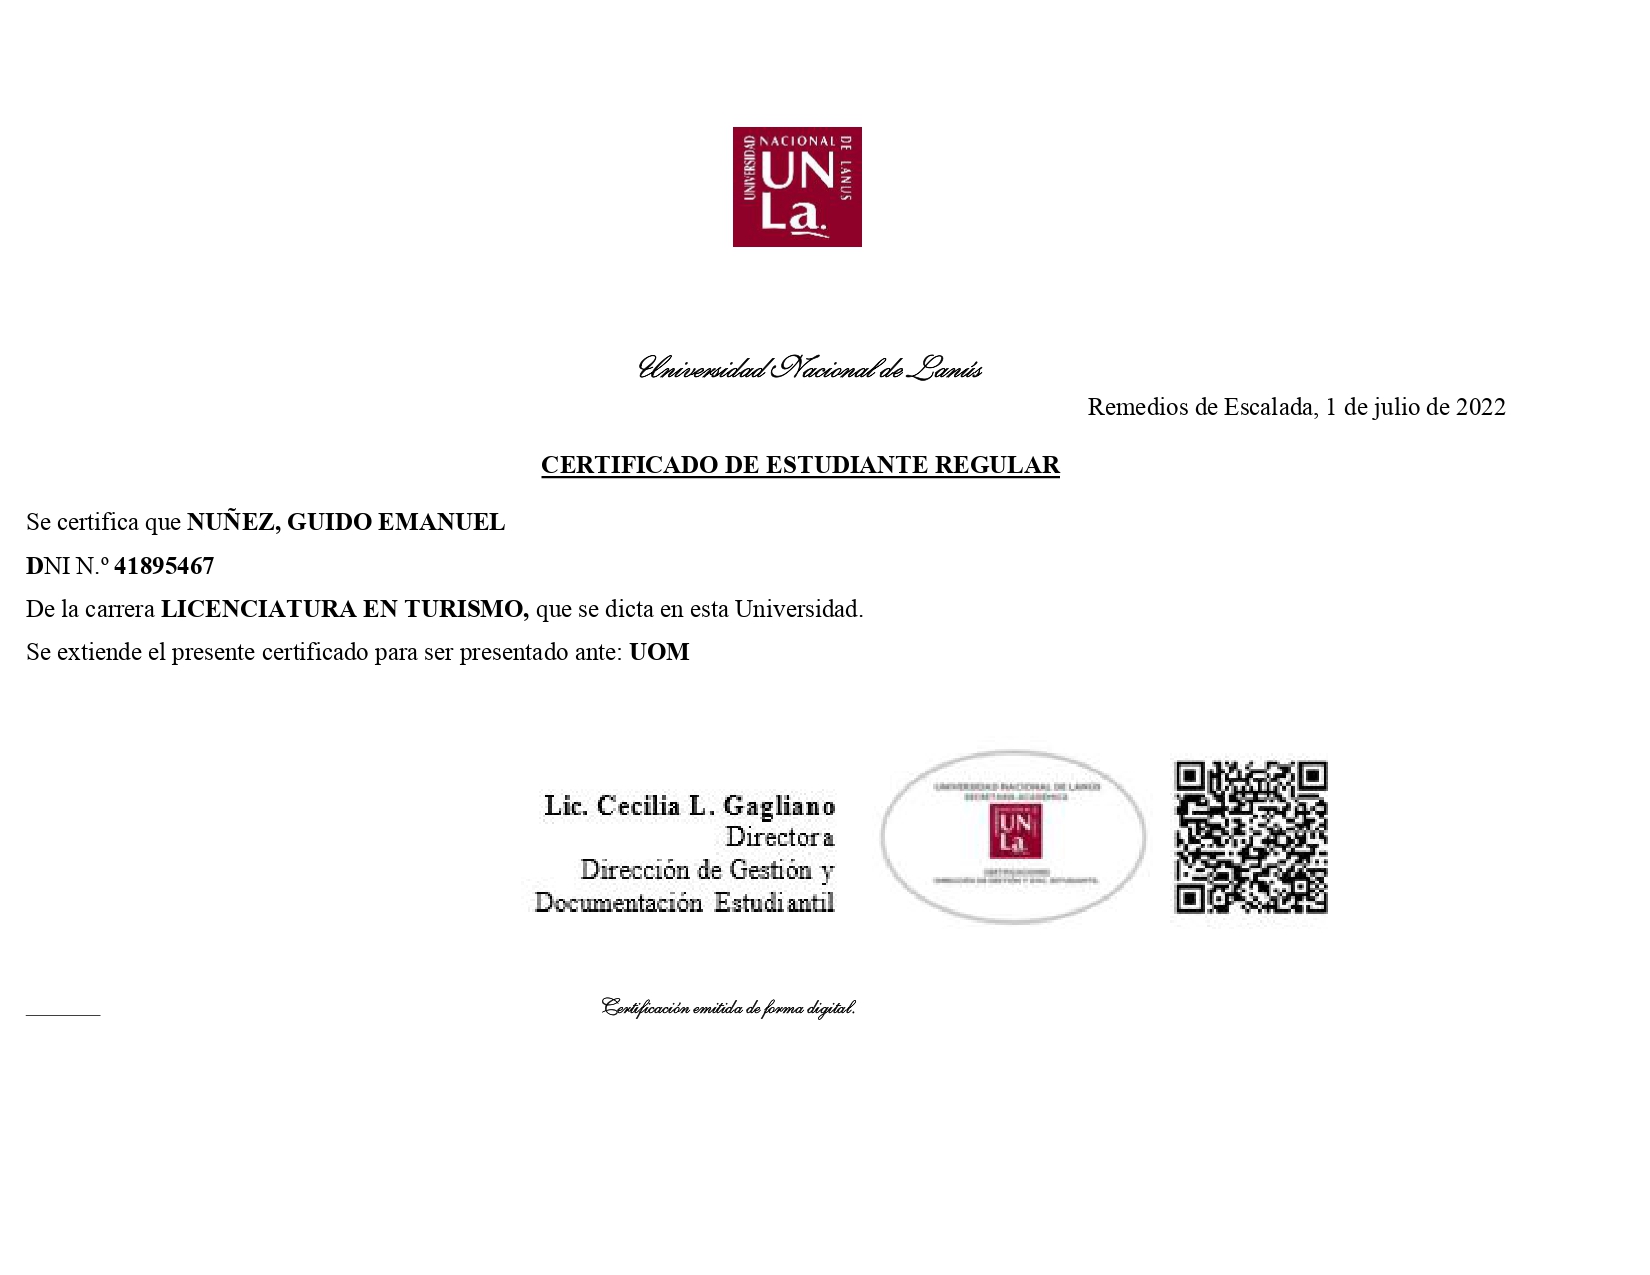 UNIVERSIDAD NACIONAL DE LANUS
UN
La.
Universidad Nacional de Lanús
Remedios de Escalada, 1 de julio de 2022
CERTIFICADO DE ESTUDIANTE REGULAR
Se certifica que NUÑEZ, GUIDO EMANUEL
DNI N.º 41895467
De la carrera LICENCIATURA EN TURISMO, que se dicta en esta Universidad.
Se extiende el presente certificado para ser presentado ante: UOM
Lic. Cecilia L. Gagliano
Directora
Dirección de Gestión y
Documentación Estudiantil
UNIVERSIDAD NACIONAL DE LANÚS
SECRETARIA ACADEMICA
UN
La.
CERTIFICACIONES
DIRECCION DE GESTION Y DOC. ESTUDIANTIL
Certificación emitida de forma digital.